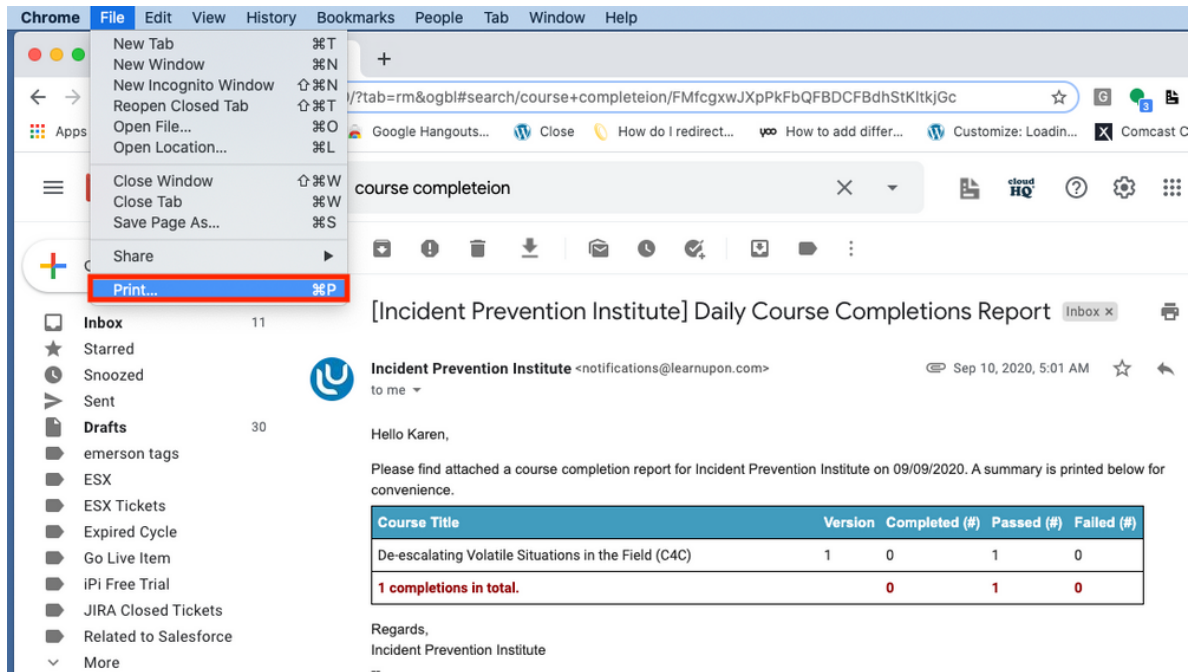 Chrome File Edit View History Bookmarks People Tab Window Help
New Tab ⌘T
New Window ⌘N
New Incognito Window ⇧⌘N
Reopen Closed Tab ⇧⌘T
Open File... ⌘O
Open Location... ⌘L
Close Window ⇧⌘W
Close Tab ⌘W
Save Page As... ⌘S
Share
Print... ⌘P
/?tab=rm&ogbl#search/course+completeion/FMfcgxwJXpPkFbQFBDCFBdhStKltkjGc
G 3
Apps Google Hangouts... Close How do I redirect... yoo How to add differ... Customize: Loadin... X Comcast C
course completeion
cloud HQ
[Incident Prevention Institute] Daily Course Completions Report Inbox ×
Inbox 11
Starred
Snoozed
Sent
Drafts 30
emerson tags
ESX
ESX Tickets
Expired Cycle
Go Live Item
iPi Free Trial
JIRA Closed Tickets
Related to Salesforce
More
Incident Prevention Institute <notifications@learnupon.com> Sep 10, 2020, 5:01 AM
to me
Hello Karen,
Please find attached a course completion report for Incident Prevention Institute on 09/09/2020. A summary is printed below for
convenience.
Course Title Version Completed (#) Passed (#) Failed (#)
De-escalating Volatile Situations in the Field (C4C) 1 0 1 0
1 completions in total. 0 1 0
Regards,
Incident Prevention Institute